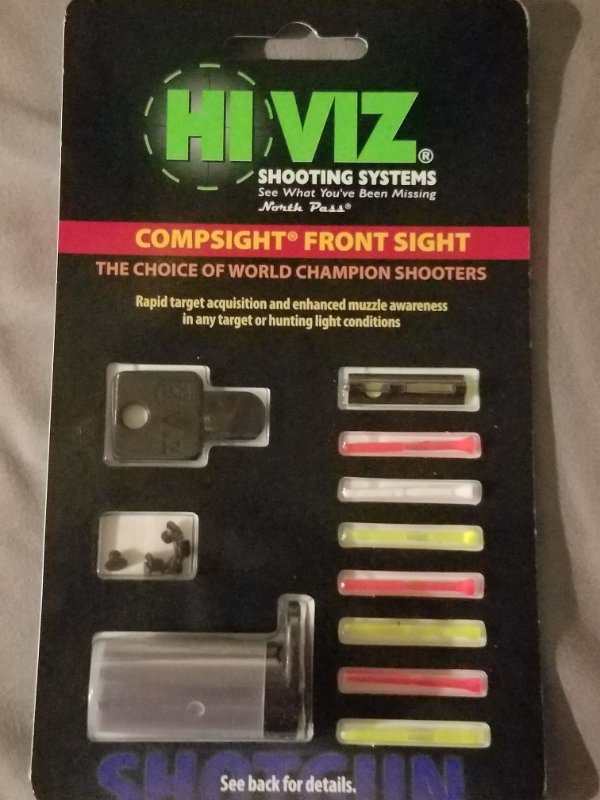 HI VIZ®
SHOOTING SYSTEMS
See What You've Been Missing
North Pass®
COMPSIGHT® FRONT SIGHT
THE CHOICE OF WORLD CHAMPION SHOOTERS
Rapid target acquisition and enhanced muzzle awareness
in any target or hunting light conditions
SHOTGUN
See back for details.